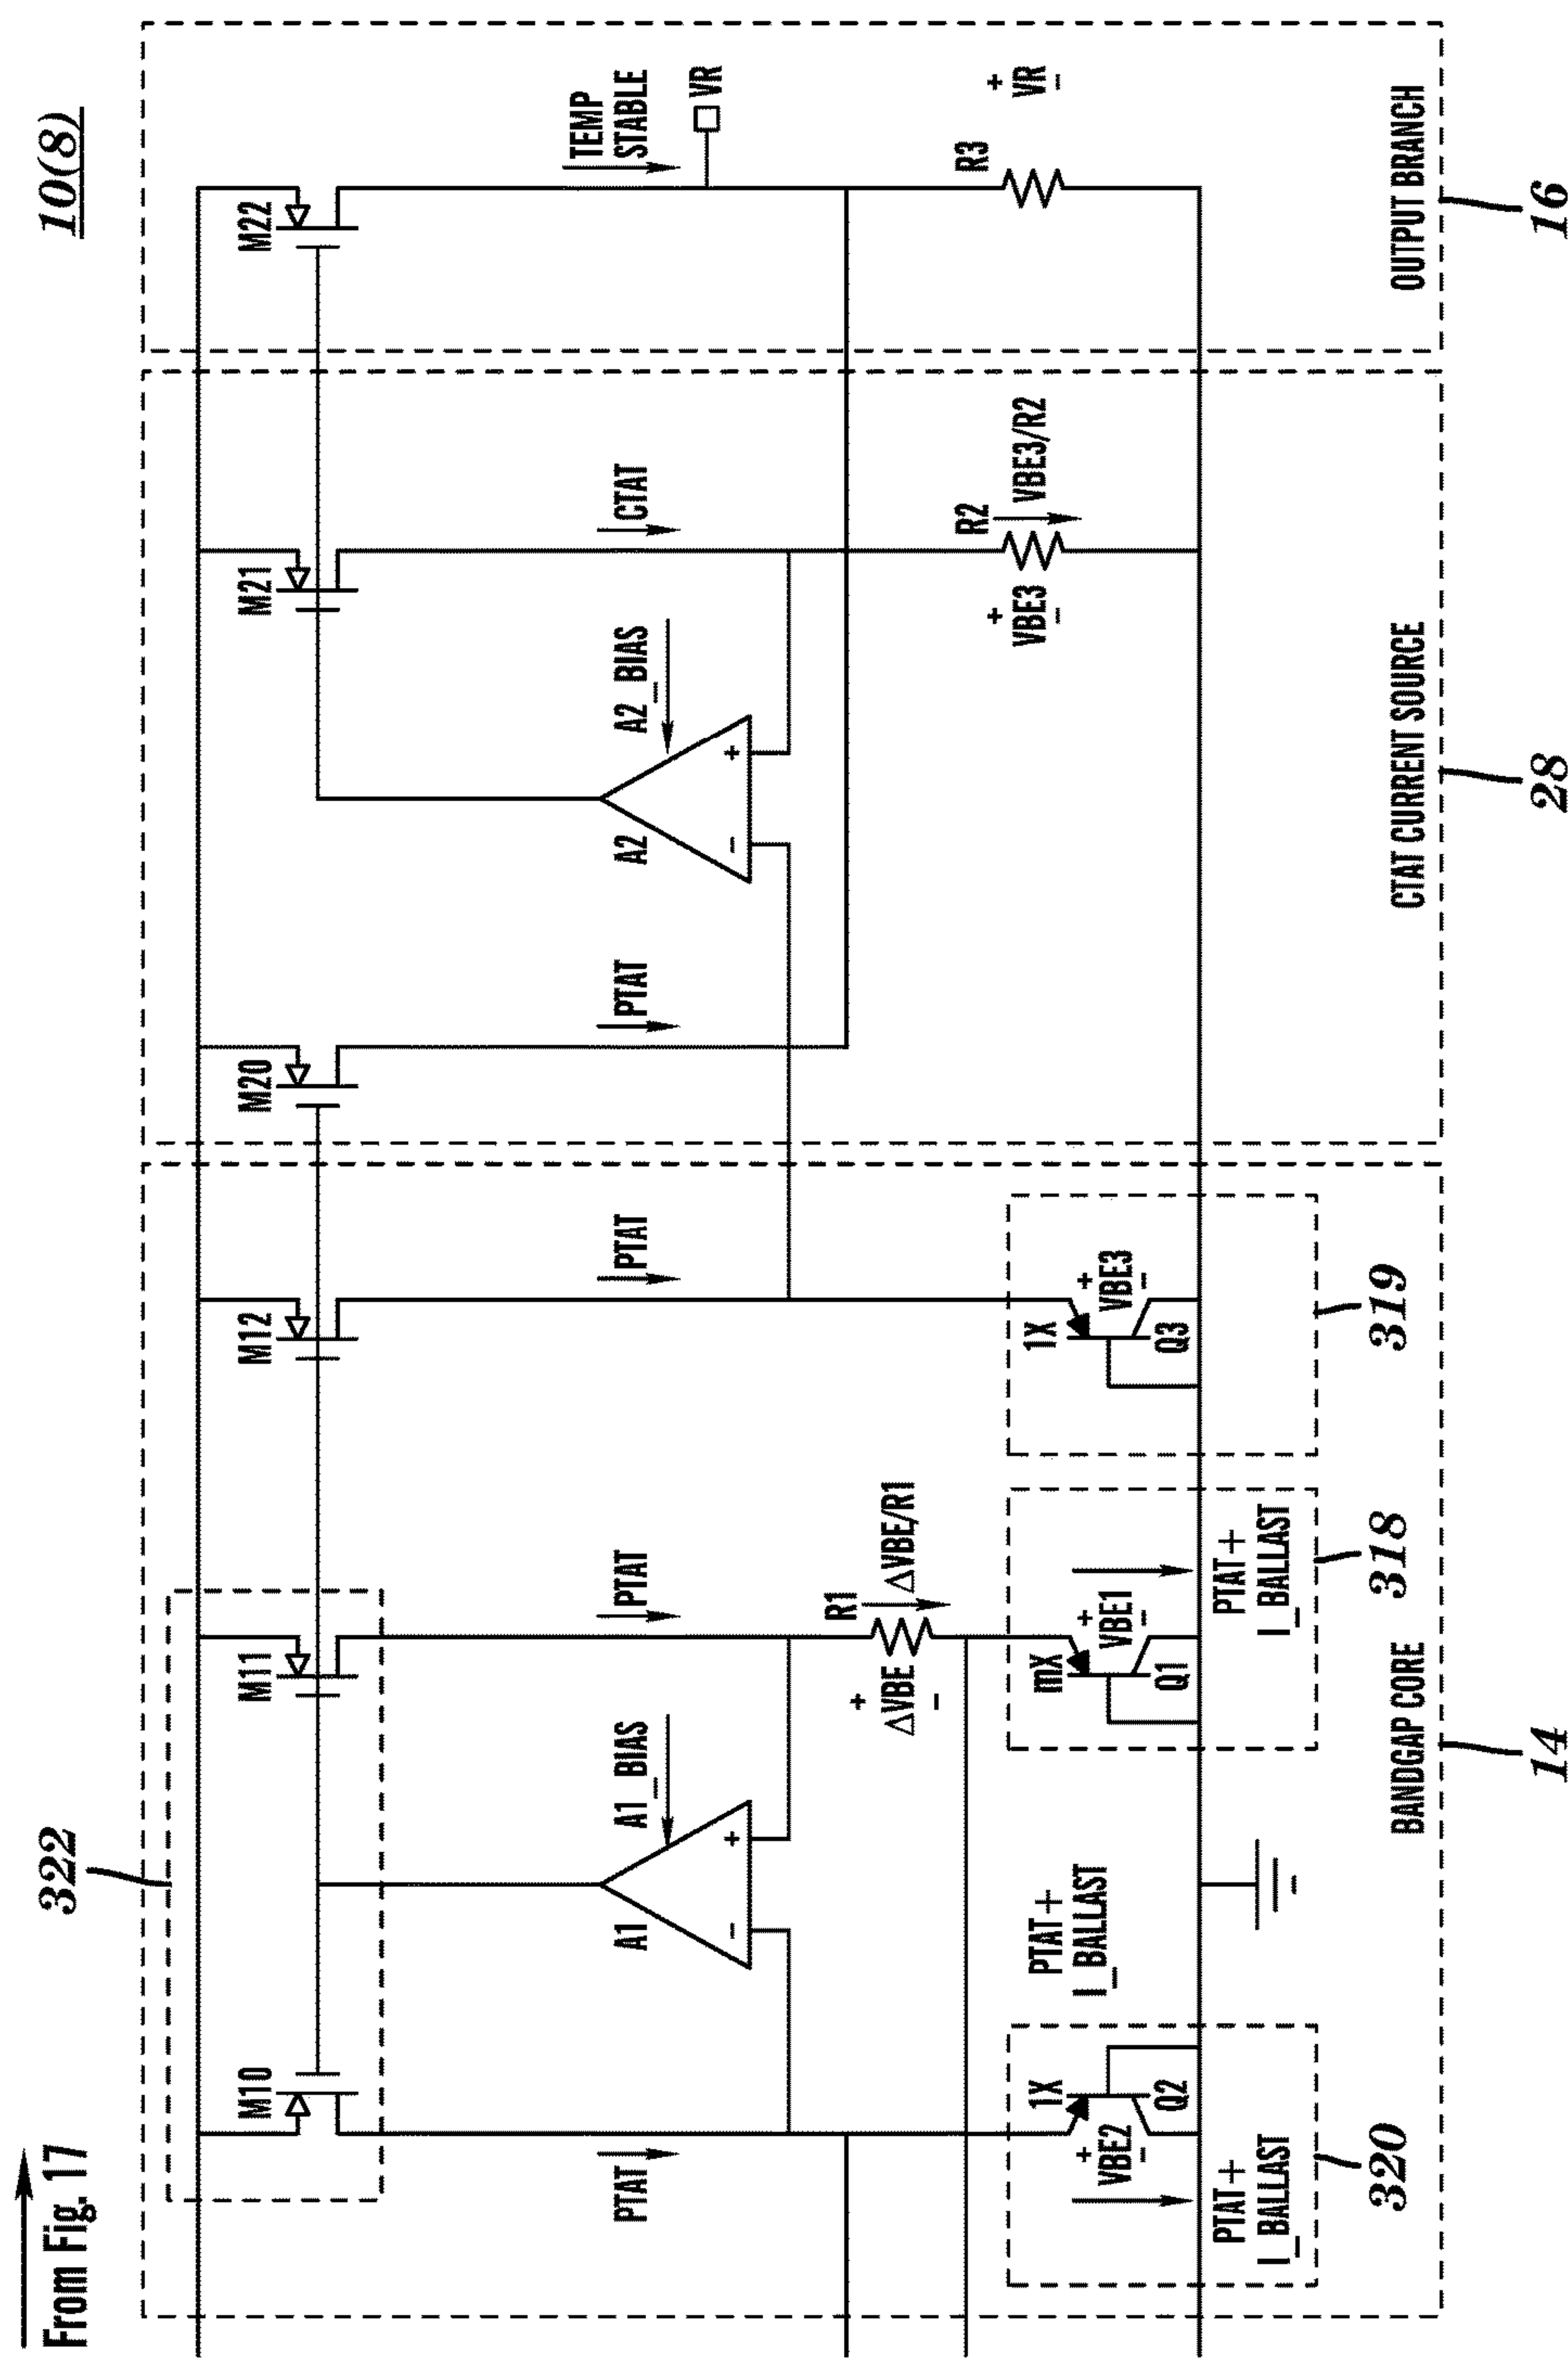 From Fig. 17
322
10(8)
M10
M11
M12
M20
M21
M22
PTAT
A1
A1_BIAS
PTAT
PTAT
PTAT
A2
A2_BIAS
CTAT
TEMP
STABLE
VR
R1
+
ΔVBE
−
ΔVBE/R1
R2
+
VBE3
−
VBE3/R2
R3
+
VR
−
1X
+
VBE2
−
Q2
PTAT+
I_BALLAST
PTAT+
I_BALLAST
mX
+
VBE1
−
Q1
PTAT+
I_BALLAST
1X
+
VBE3
−
Q3
320
318
319
BANDGAP CORE
14
CTAT CURRENT SOURCE
28
OUTPUT BRANCH
16
− +
− +